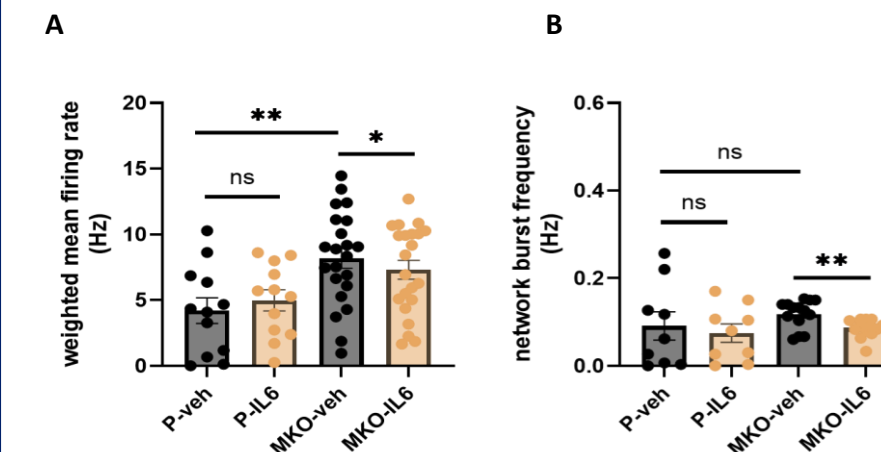 A
B
weighted mean firing rate
(Hz)
20
15
10
5
0
**
*
ns
P-veh
P-IL6
MKO-veh
MKO-IL6
network burst frequency
(Hz)
0.6
0.4
0.2
0.0
ns
ns
**
P-veh
P-IL6
MKO-veh
MKO-IL6